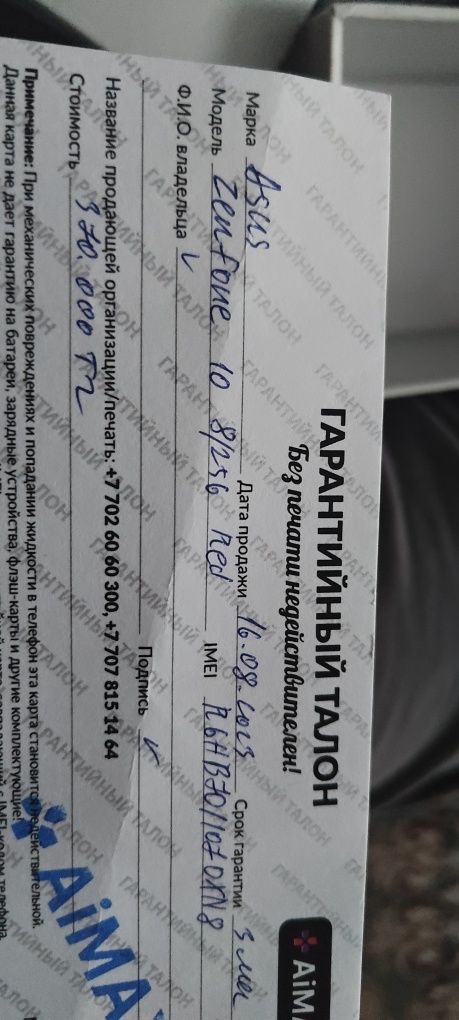 ГАРАНТИЙНЫЙ ТАЛОН
Без печати недействителен!
AiMA
Марка Asus Дата продажи 16.08.2023 Срок гарантии 3 мес
Модель Zenfone 10 8/256 Red IMEI
Ф.И.О. владельца Подпись
Название продающей организации/печать: +7 702 60 60 300, +7 707 815 14 64
Стоимость 370.000 тг
Примечание: При механических повреждениях и попадании жидкости в телефон эта карта становится недействительной.
Данная карта не дает гарантию на батареи, зарядные устройства, флэш-карты и другие комплектующие!
AiMA